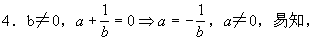 4．b≠0，a + 1/b = 0 ⇒ a = -1/b，a≠0，易知，